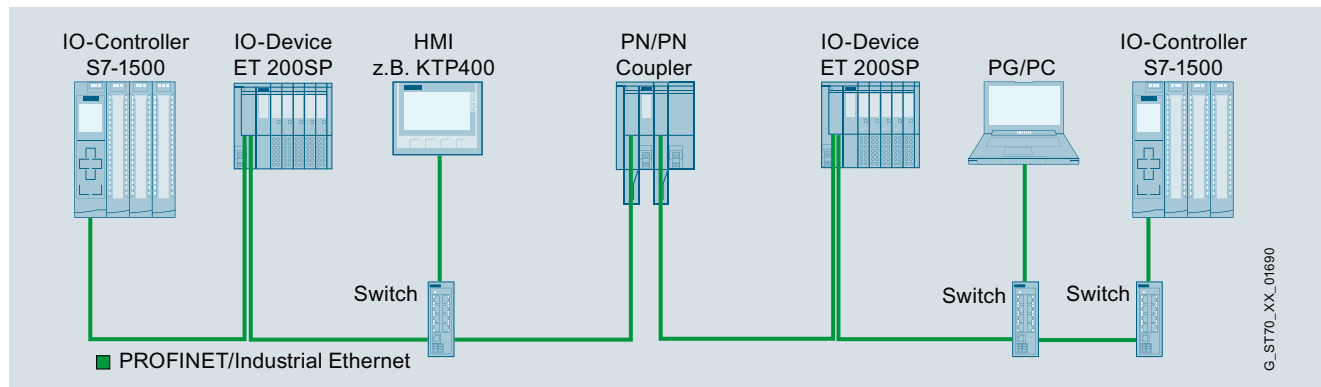 IO-Controller
S7-1500
IO-Device
ET 200SP
HMI
z.B. KTP400
PN/PN
Coupler
IO-Device
ET 200SP
PG/PC
IO-Controller
S7-1500
Switch
Switch
Switch
PROFINET/Industrial Ethernet
G_ST70_XX_01690